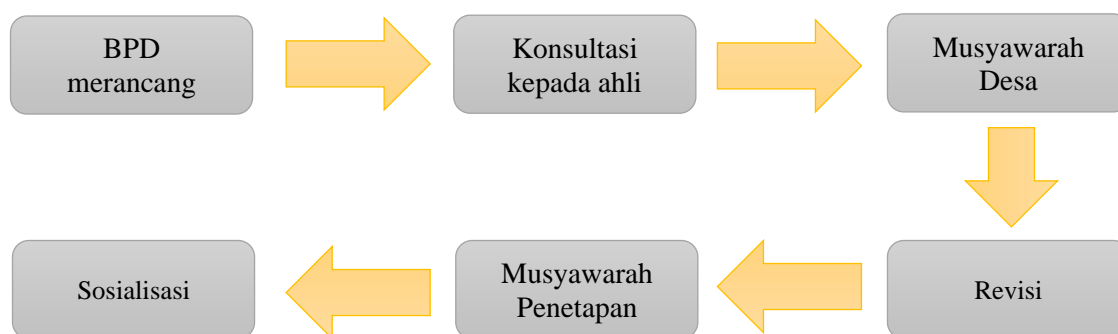 BPD
merancang
Konsultasi
kepada ahli
Musyawarah
Desa
Revisi
Musyawarah
Penetapan
Sosialisasi